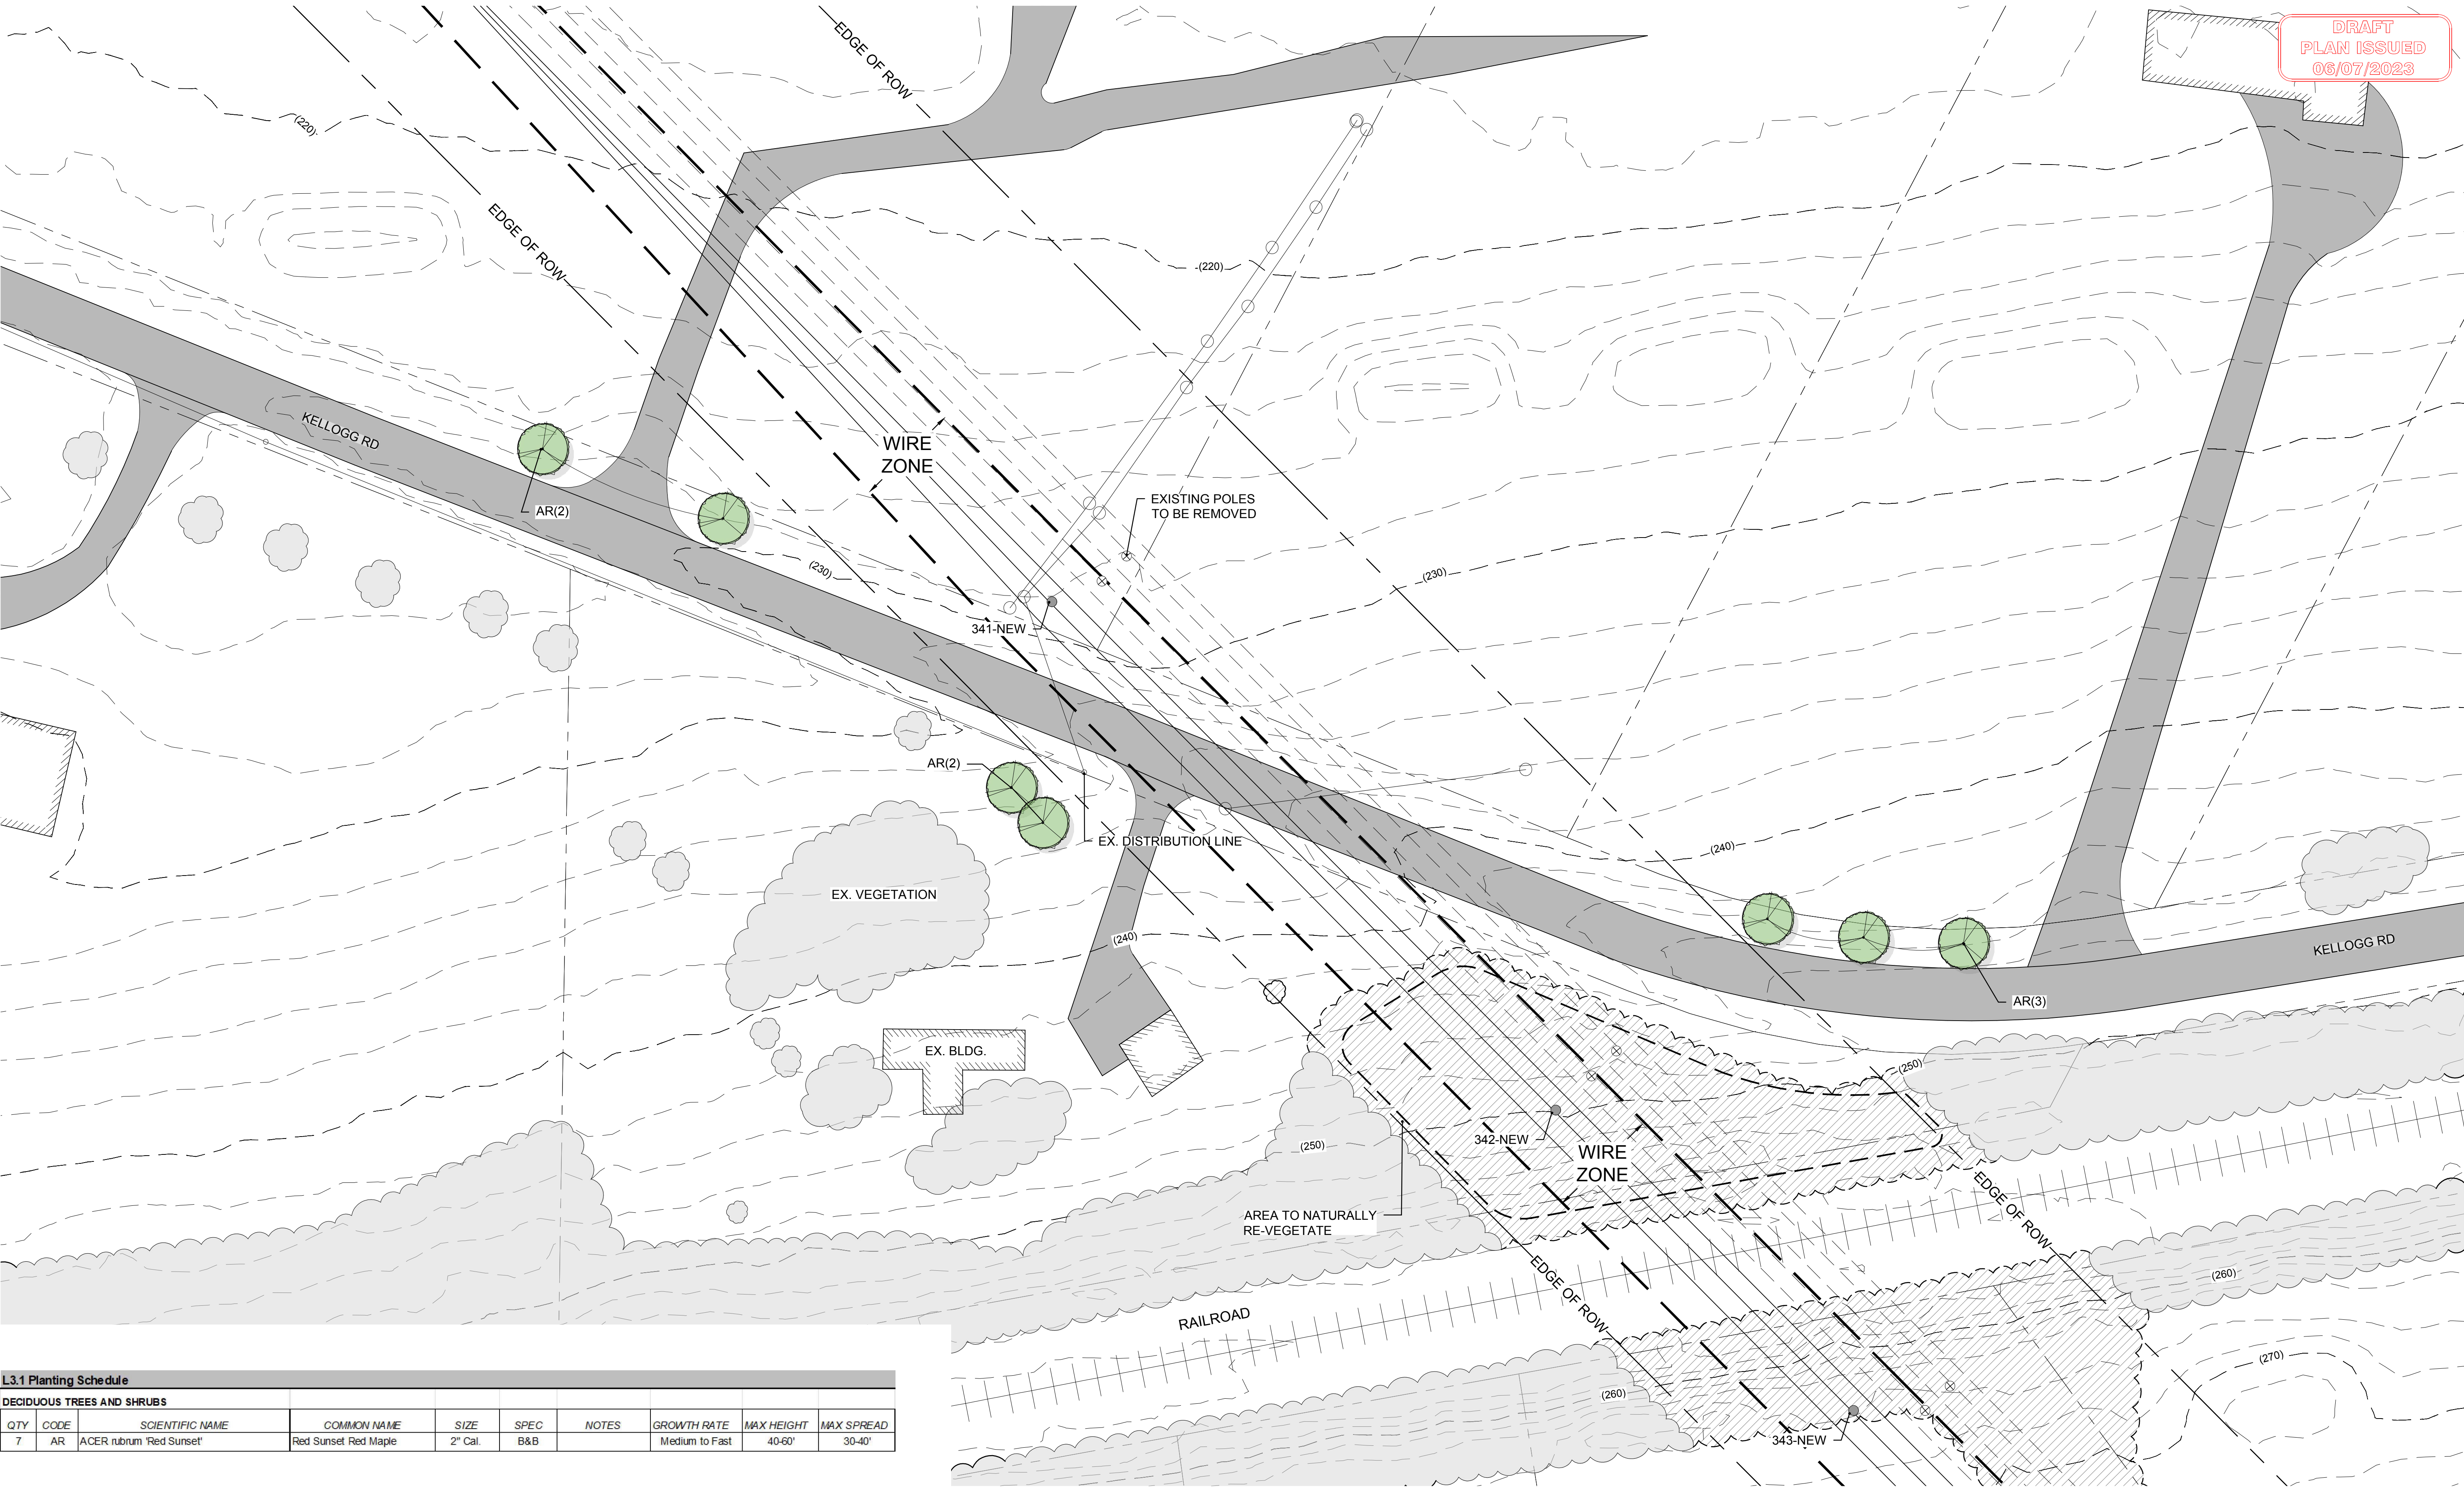 DRAFT
PLAN ISSUED
06/07/2023
EDGE OF ROW
(220)
EDGE OF ROW
(220)
KELLOGG RD
WIRE
ZONE
AR(2)
EXISTING POLES
TO BE REMOVED
(230)
(230)
341-NEW
AR(2)
EX. DISTRIBUTION LINE
(240)
EX. VEGETATION
(240)
KELLOGG RD
AR(3)
EX. BLDG.
(250)
(250)
342-NEW
WIRE
ZONE
AREA TO NATURALLY
RE-VEGETATE
EDGE OF ROW
EDGE OF ROW
(260)
RAILROAD
(270)
(260)
343-NEW
L3.1 Planting Schedule
DECIDUOUS TREES AND SHRUBS
QTY CODE SCIENTIFIC NAME COMMON NAME SIZE SPEC NOTES GROWTH RATE MAX HEIGHT MAX SPREAD
7 AR ACER rubrum 'Red Sunset' Red Sunset Red Maple 2" Cal. B&B Medium to Fast 40-60' 30-40'